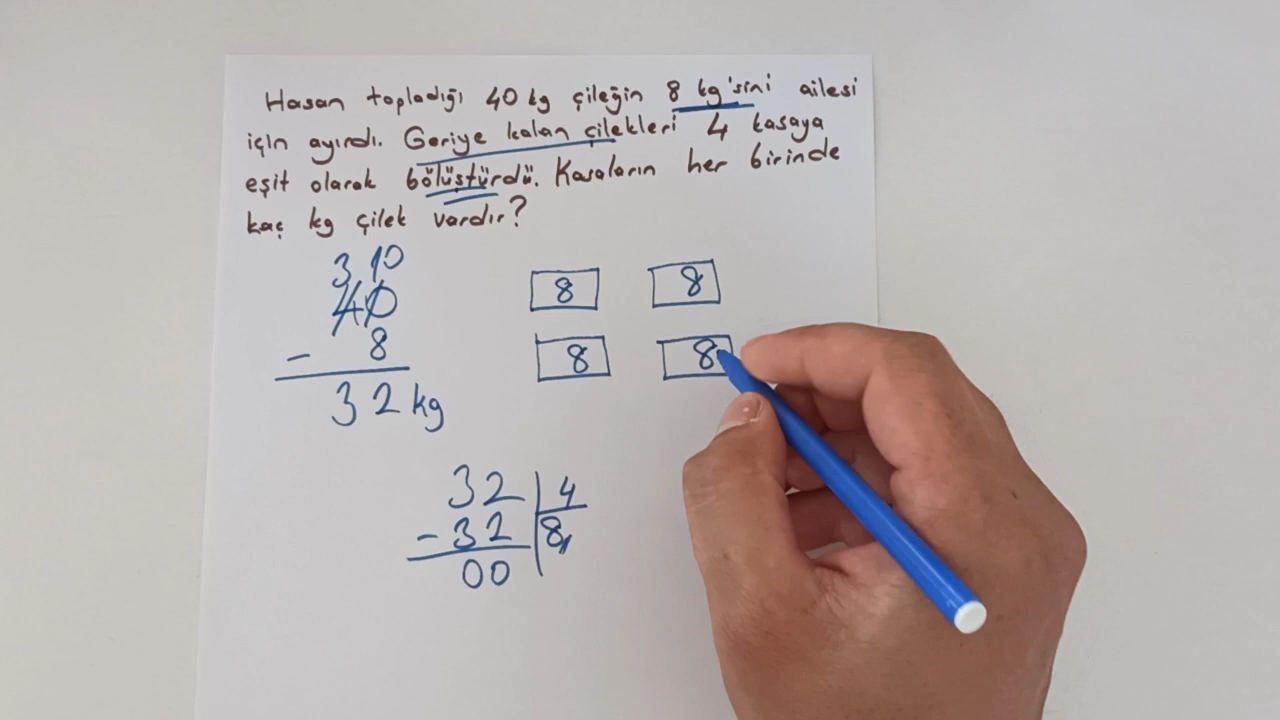 Hasan topladığı 40 kg çileğin 8 kg'sini ailesi
için ayırdı. Geriye kalan çilekleri 4 kasaya
eşit olarak bölüştürdü. Kasaların her birinde
kaç kg çilek vardır?
3 10
40
- 8
32 kg
8 8
8 8
32 4
- 32 8
00